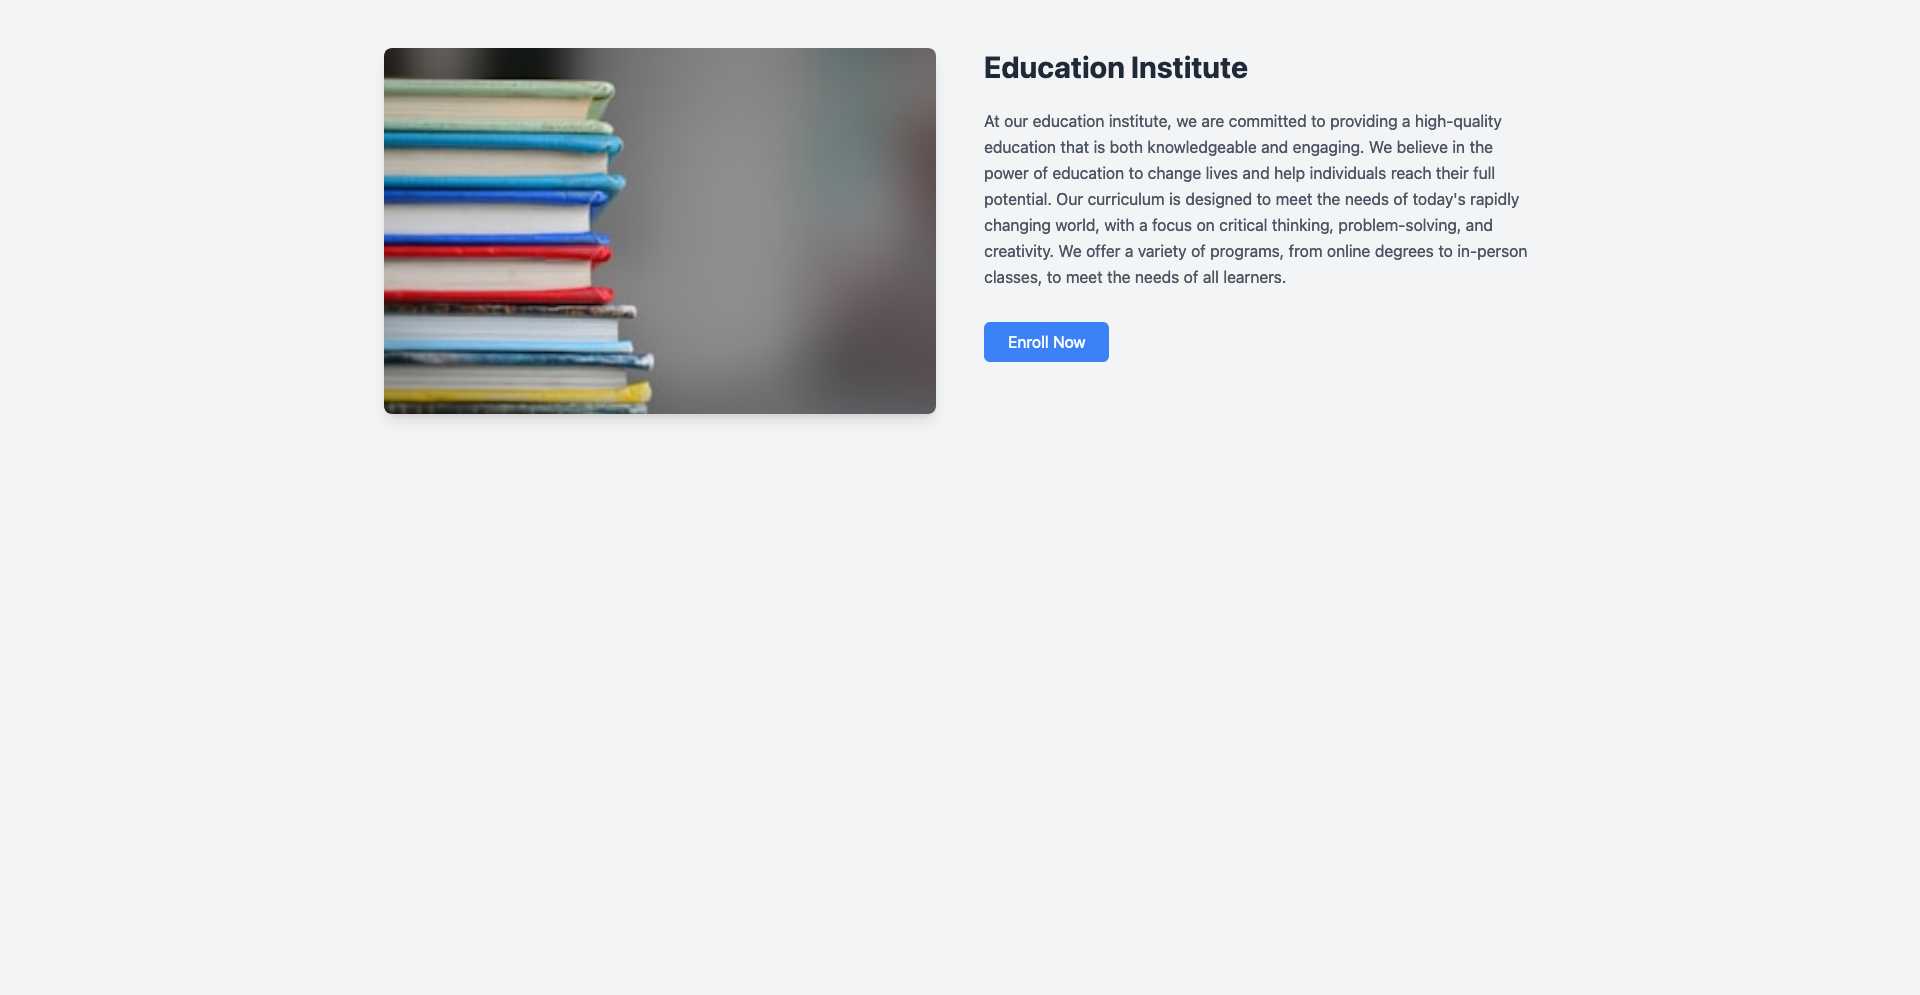 Education Institute
At our education institute, we are committed to providing a high-quality
education that is both knowledgeable and engaging. We believe in the
power of education to change lives and help individuals reach their full
potential. Our curriculum is designed to meet the needs of today's rapidly
changing world, with a focus on critical thinking, problem-solving, and
creativity. We offer a variety of programs, from online degrees to in-person
classes, to meet the needs of all learners.
Enroll Now